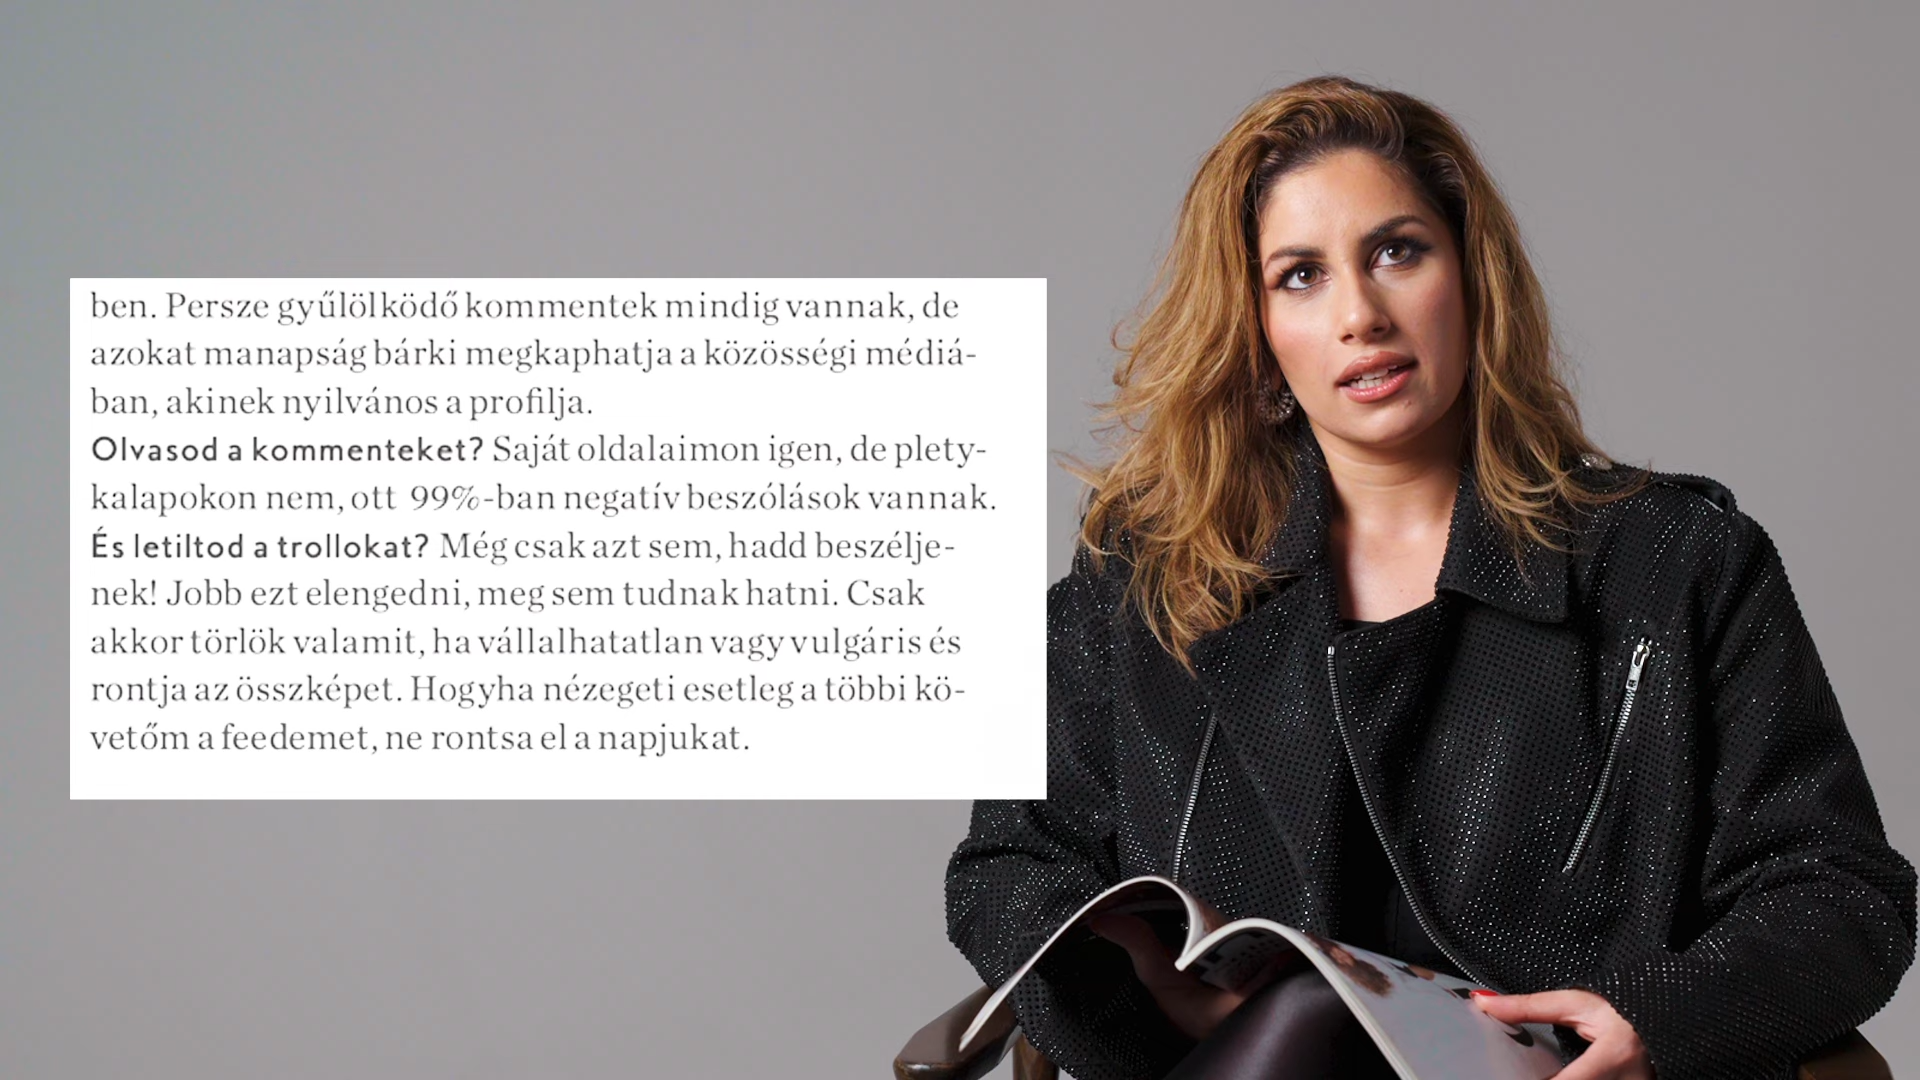 ben. Persze gyűlölködő kommentek mindig vannak, de
azokat manapság bárki megkaphatja a közösségi médiá-
ban, akinek nyilvános a profilja.
Olvasod a kommenteket? Saját oldalaimon igen, de plety-
kalapokon nem, ott 99%-ban negatív beszólások vannak.
És letiltod a trollokat? Még csak azt sem, hadd beszélje-
nek! Jobb ezt elengedni, meg sem tudnak hatni. Csak
akkor törlök valamit, ha vállalhatatlan vagy vulgáris és
rontja az összképet. Hogyha nézegeti esetleg a többi kö-
vetőm a feedemet, ne rontsa el a napjukat.